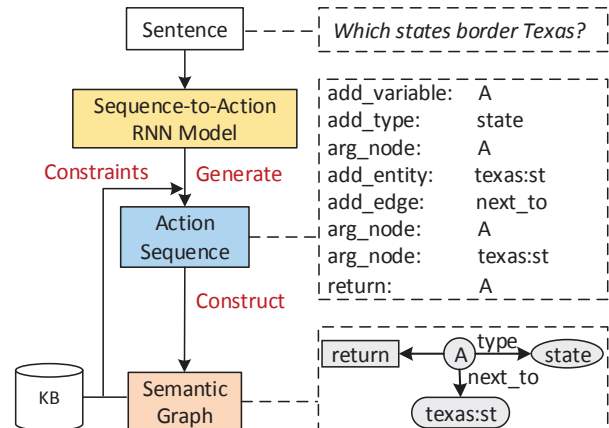 Sentence
Which states border Texas?
Sequence-to-Action
RNN Model
Constraints
Generate
Action
Sequence
add_variable: A
add_type: state
arg_node: A
add_entity: texas:st
add_edge: next_to
arg_node: A
arg_node: texas:st
return: A
Construct
KB
Semantic
Graph
return
A
type
state
next_to
texas:st